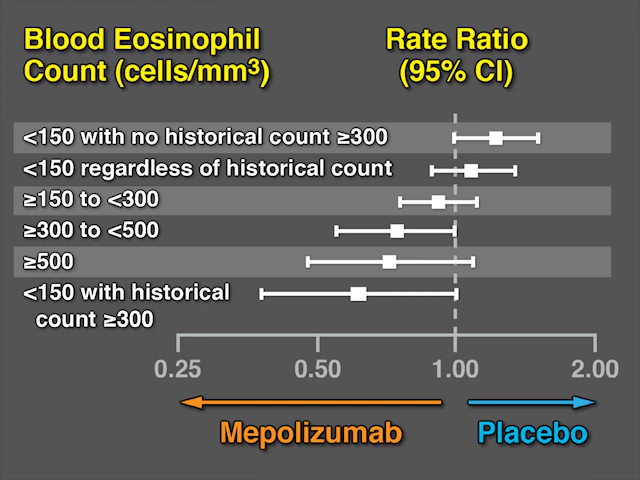 Blood Eosinophil
Count (cells/mm³)
Rate Ratio
(95% CI)
<150 with no historical count ≥300
<150 regardless of historical count
≥150 to <300
≥300 to <500
≥500
<150 with historical
count ≥300
0.25 0.50 1.00 2.00
Mepolizumab Placebo